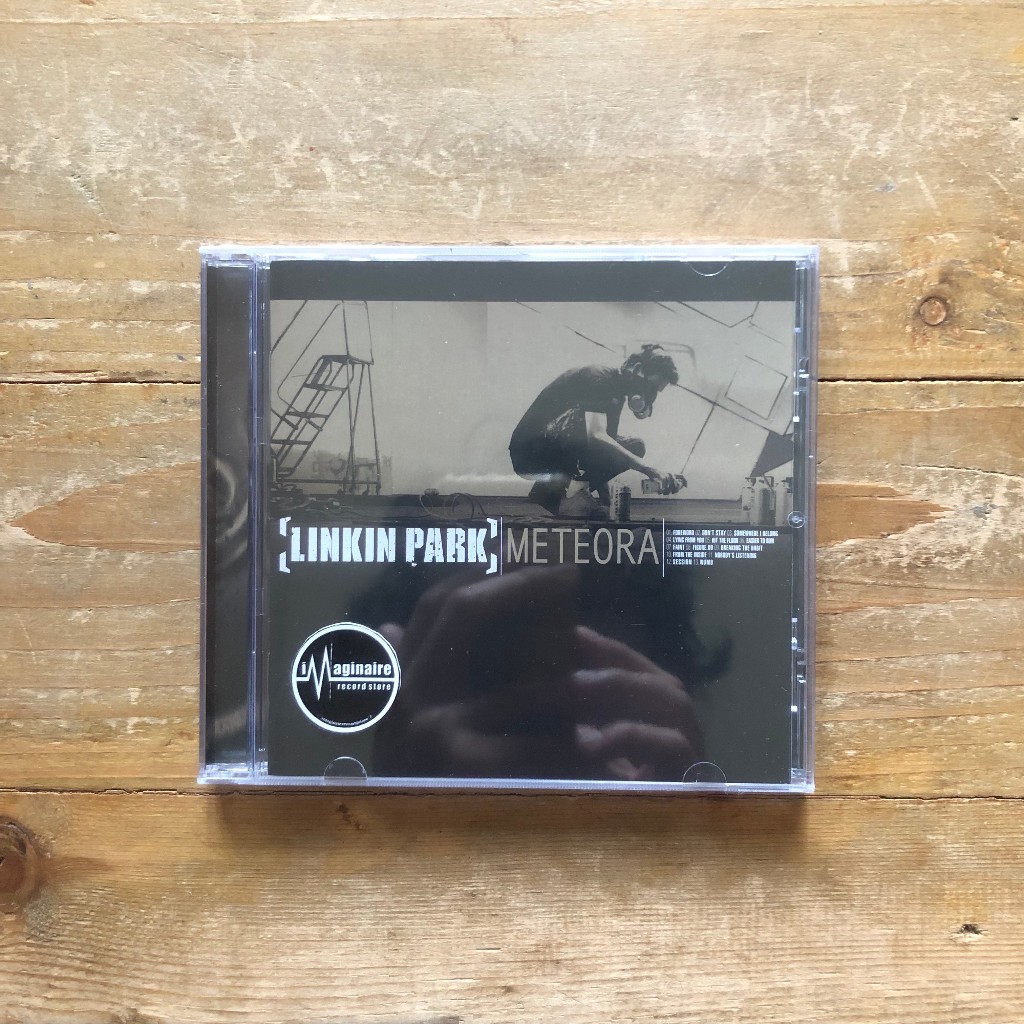 [LINKIN PARK] METEORA
01. FOREWORD 02. DON'T STAY 03. SOMEWHERE I BELONG
04. LYING FROM YOU 05. HIT THE FLOOR 06. EASIER TO RUN
07. FAINT 08. FIGURE.09 09. BREAKING THE HABIT
10. FROM THE INSIDE 11. NOBODY'S LISTENING
12. SESSION 13. NUMB
iMaginaire
record store